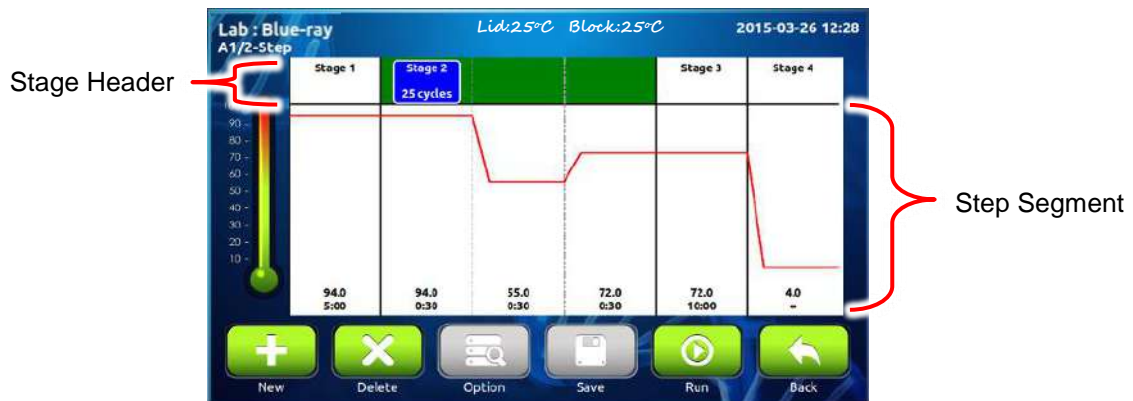 Lab : Blue-ray
Lid:25°C Block:25°C
2015-03-26 12:28
A1/2-Step
Stage Header
Stage 1
Stage 2
25 cycles
Stage 3
Stage 4
90
80
70
60
50
40
30
20
10
Step Segment
94.0
5:00
94.0
0:30
55.0
0:30
72.0
0:30
72.0
10:00
4.0
-
New
Delete
Option
Save
Run
Back